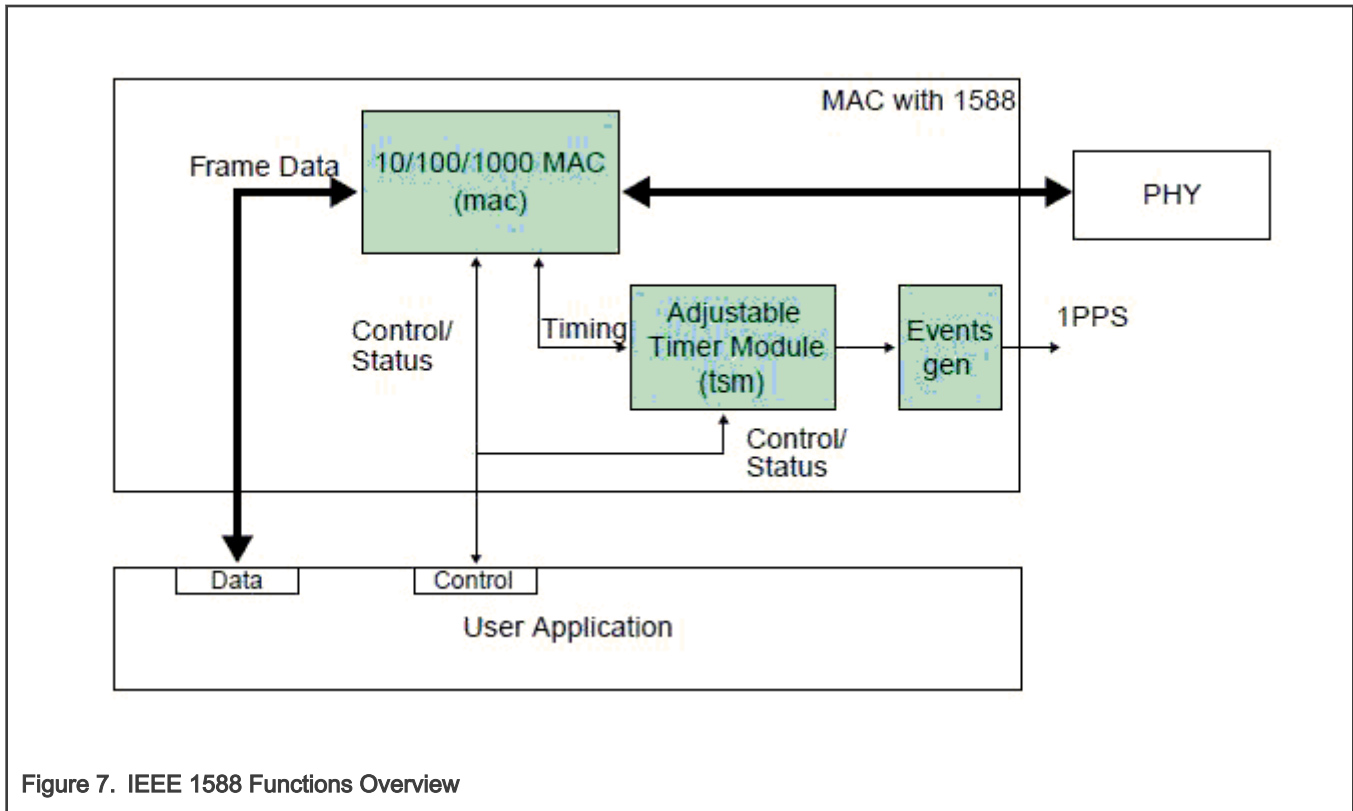 MAC with 1588
Frame Data
10/100/1000 MAC
(mac)
PHY
Control/
Status
Timing
Adjustable
Timer Module
(tsm)
Events
gen
1PPS
Control/
Status
Data
Control
User Application
Figure 7. IEEE 1588 Functions Overview